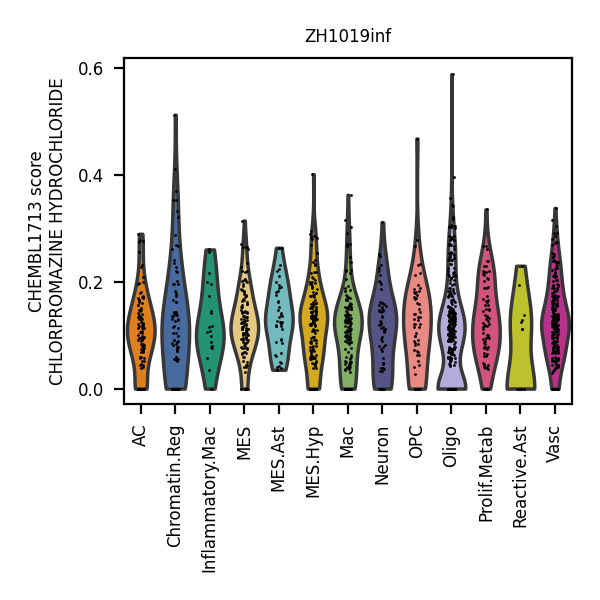 ZH1019inf
CHEMBL1713 score
CHLORPROMAZINE HYDROCHLORIDE
0.6
0.4
0.2
0.0
AC
Chromatin.Reg
Inflammatory.Mac
MES
MES.Ast
MES.Hyp
Mac
Neuron
OPC
Oligo
Prolif.Metab
Reactive.Ast
Vasc